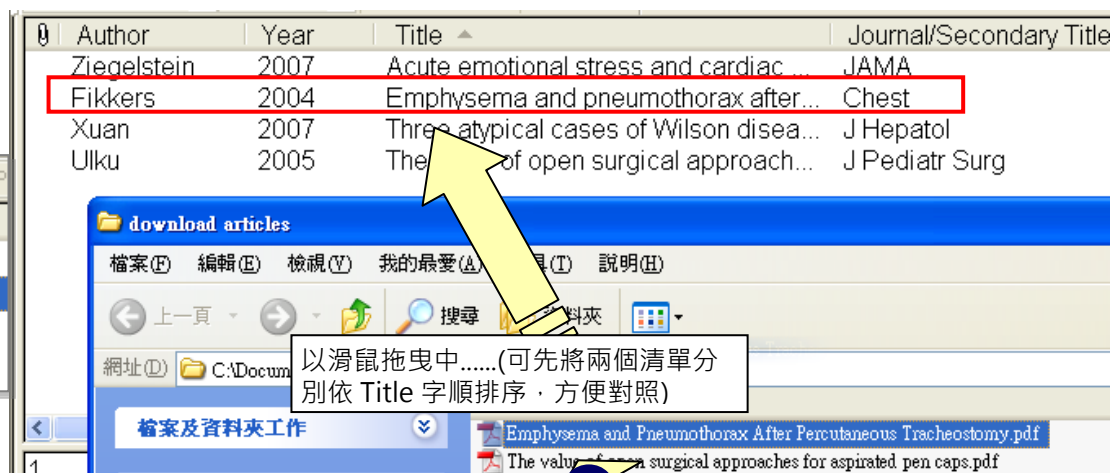 Author Year Title Journal/Secondary Title
Ziegelstein 2007 Acute emotional stress and cardiac ... JAMA
Fikkers 2004 Emphysema and pneumothorax after... Chest
Xuan 2007 Three atypical cases of Wilson disea... J Hepatol
Ulku 2005 The of open surgical approach... J Pediatr Surg
download articles
檔案(F) 編輯(E) 檢視(V) 我的最愛(A) (T) 說明(H)
上一頁 搜尋 料夾
網址(D) C:\Docum
以滑鼠拖曳中......(可先將兩個清單分
別依 Title 字順排序,方便對照)
檔案及資料夾工作
Emphysema and Pneumothorax After Percutaneous Tracheostomy.pdf
The value open surgical approaches for aspirated pen caps.pdf
1